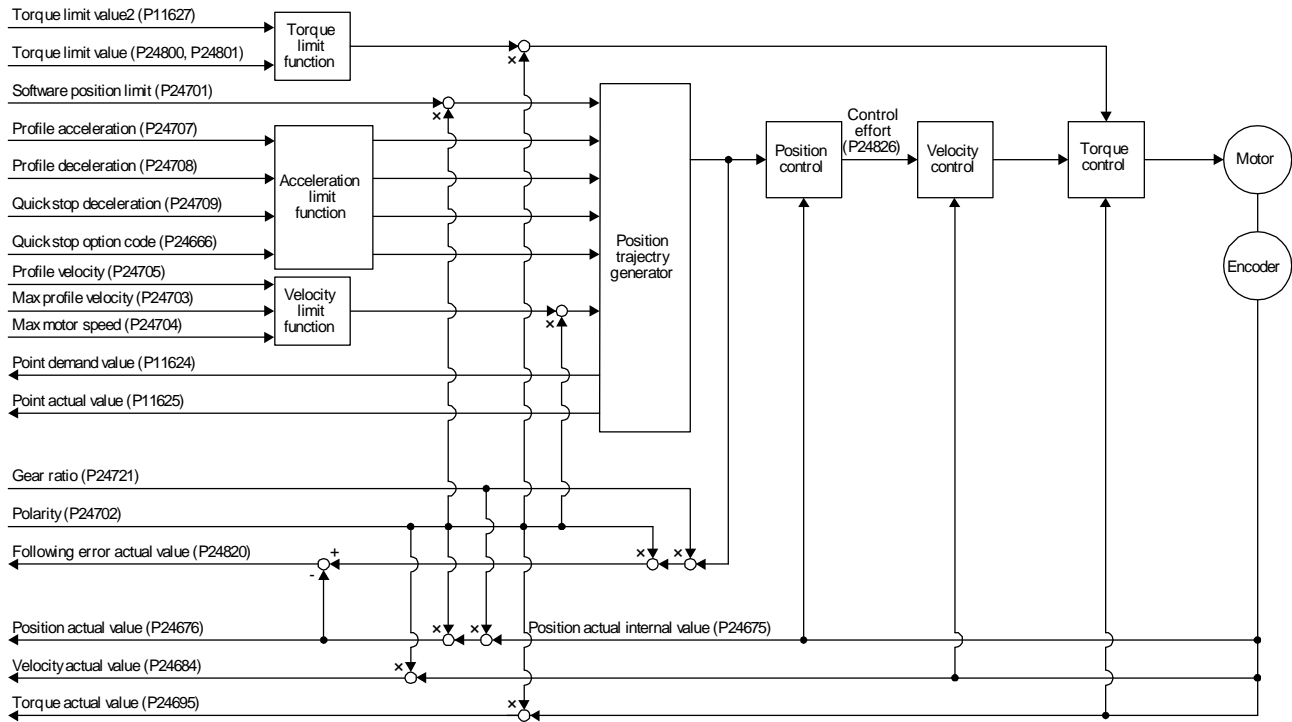 Torque limit value2 (P11627)
Torque limit value (P24800, P24801)
Torque
limit
function
×
Software position limit (P24701)
×
Profile acceleration (P24707)
Profile deceleration (P24708)
Quick stop deceleration (P24709)
Quick stop option code (P24666)
Acceleration
limit
function
Profile velocity (P24705)
Max profile velocity (P24703)
Max motor speed (P24704)
Velocity
limit
function
×
Point demand value (P11624)
Point actual value (P11625)
Position
trajectry
generator
Position
control
Control
effort
(P24826)
Velocity
control
Torque
control
Motor
Encoder
Gear ratio (P24721)
Polarity (P24702)
Following error actual value (P24820)
+
-
×
×
Position actual value (P24676)
×
×
Position actual internal value (P24675)
Velocity actual value (P24684)
×
Torque actual value (P24695)
×